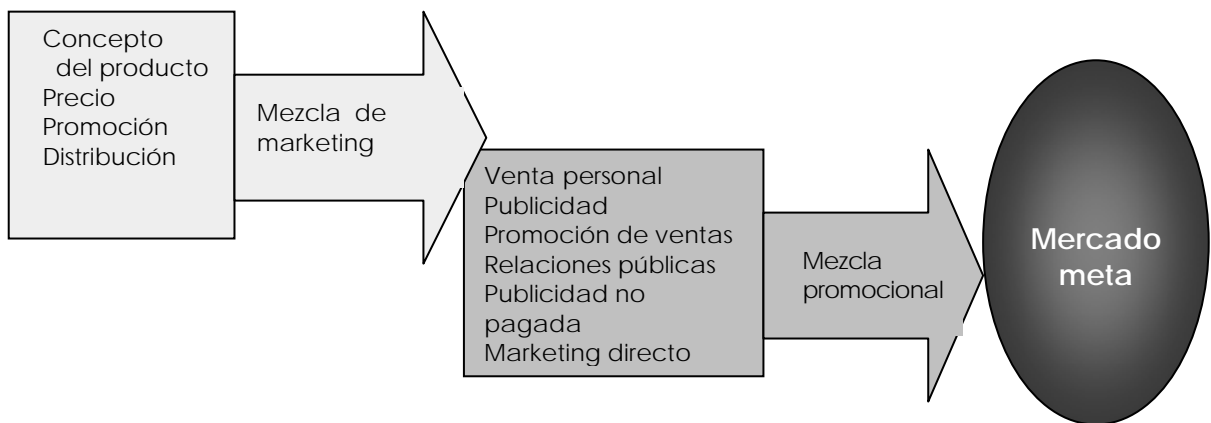 Concepto
del producto
Precio
Promoción
Distribución
Mezcla de
marketing
Venta personal
Publicidad
Promoción de ventas
Relaciones públicas
Publicidad no
pagada
Marketing directo
Mezcla
promocional
Mercado
meta